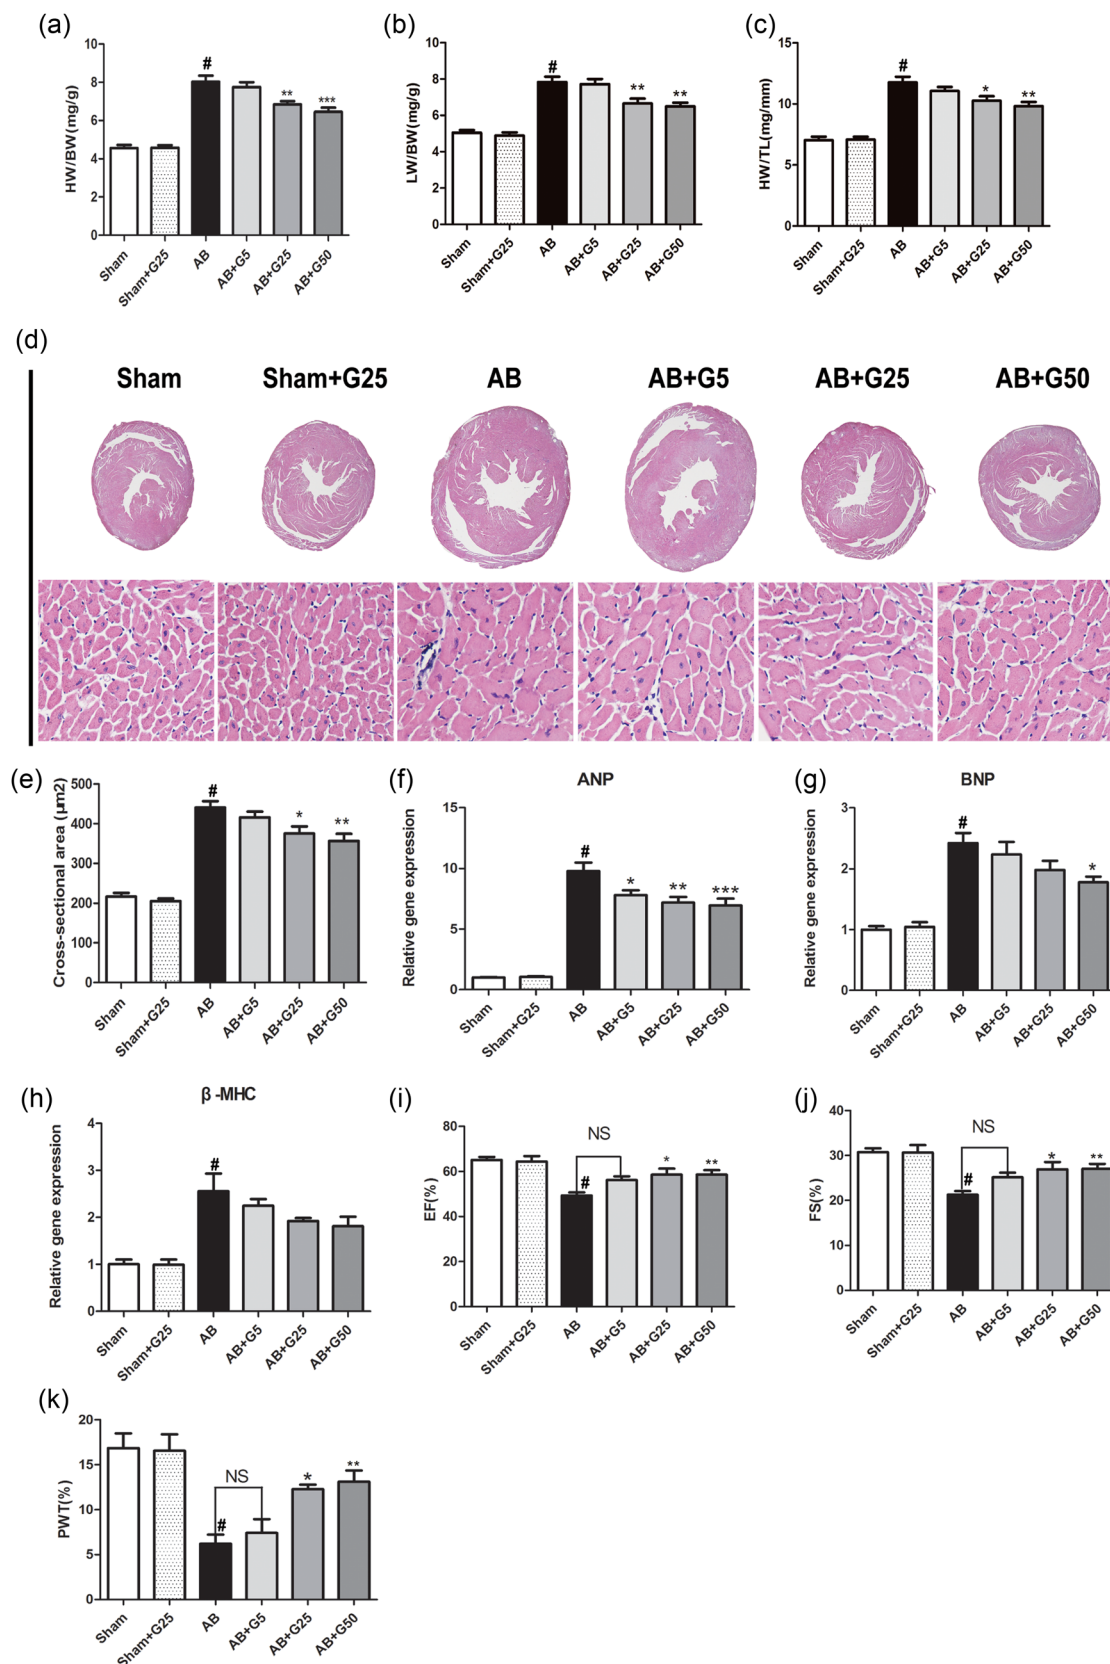 (a)
HW/BW(mg/g)
10
8
6
4
2
0
#
**
***
Sham
Sham+G25
AB
AB+G5
AB+G25
AB+G50
(b)
LW/BW(mg/g)
10
8
6
4
2
0
#
**
**
Sham
Sham+G25
AB
AB+G5
AB+G25
AB+G50
(c)
HW/TL(mg/mm)
15
10
5
0
#
*
**
Sham
Sham+G25
AB
AB+G5
AB+G25
AB+G50
(d)
Sham Sham+G25 AB AB+G5 AB+G25 AB+G50
(e)
Cross-sectional area (μm2)
500
400
300
200
100
0
#
*
**
Sham
Sham+G25
AB
AB+G5
AB+G25
AB+G50
(f)
ANP
Relative gene expression
15
10
5
0
#
*
**
***
Sham
Sham+G25
AB
AB+G5
AB+G25
AB+G50
(g)
BNP
Relative gene expression
3
2
1
0
#
*
Sham
Sham+G25
AB
AB+G5
AB+G25
AB+G50
(h)
β -MHC
Relative gene expression
4
3
2
1
0
#
Sham
Sham+G25
AB
AB+G5
AB+G25
AB+G50
(i)
EF(%)
80
60
40
20
0
NS
#
*
**
Sham
Sham+G25
AB
AB+G5
AB+G25
AB+G50
(j)
FS(%)
40
30
20
10
0
NS
#
*
**
Sham
Sham+G25
AB
AB+G5
AB+G25
AB+G50
(k)
PWT(%)
20
15
10
5
0
NS
#
*
**
Sham
Sham+G25
AB
AB+G5
AB+G25
AB+G50